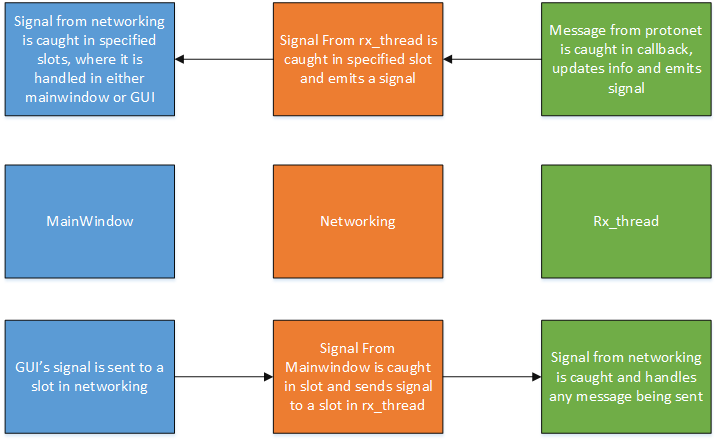 Signal from networking
is caught in specified
slots, where it is
handled in either
mainwindow or GUI
Signal From rx_thread is
caught in specified slot
and emits a signal
Message from protonet
is caught in callback,
updates info and emits
signal
MainWindow
Networking
Rx_thread
GUI’s signal is sent to a
slot in networking
Signal From
Mainwindow is caught
in slot and sends signal
to a slot in rx_thread
Signal from networking
is caught and handles
any message being sent